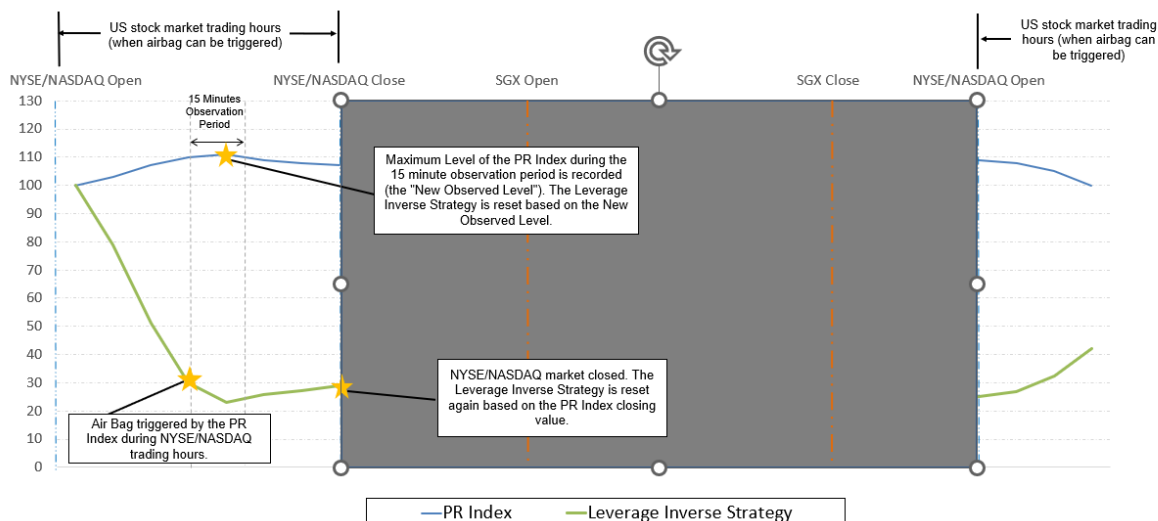 US stock market trading hours
(when airbag can be triggered)
US stock market trading
hours (when airbag can
be triggered)
NYSE/NASDAQ Open
NYSE/NASDAQ Close
SGX Open
SGX Close
NYSE/NASDAQ Open
130
120
110
100
90
80
70
60
50
40
30
20
10
0
15 Minutes
Observation
Period
Maximum Level of the PR Index during the
15 minute observation period is recorded
(the "New Observed Level"). The Leverage
Inverse Strategy is reset based on the New
Observed Level.
NYSE/NASDAQ market closed. The
Leverage Inverse Strategy is reset
again based on the PR Index closing
value.
Air Bag triggered by the PR
Index during NYSE/NASDAQ
trading hours.
PR Index
Leverage Inverse Strategy